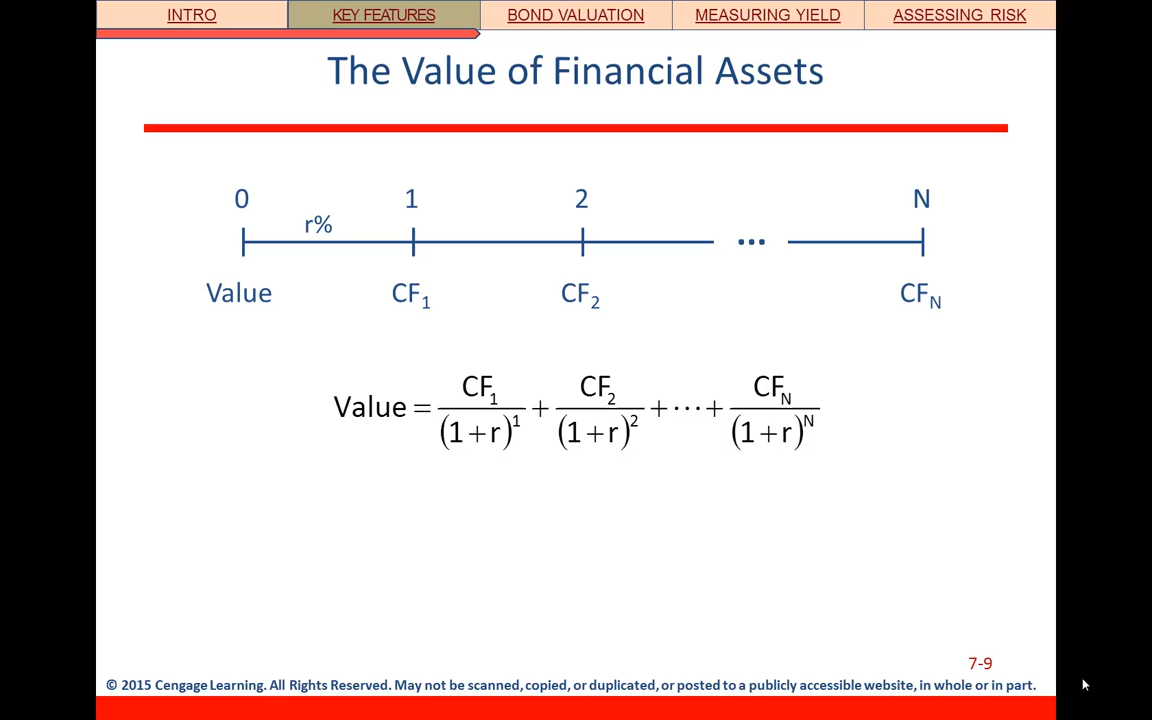 INTRO KEY FEATURES BOND VALUATION MEASURING YIELD ASSESSING RISK
The Value of Financial Assets
0 1 2 N
r%
...
Value CF₁ CF₂ CF_N
Value = CF₁/(1+r)¹ + CF₂/(1+r)² + ⋯ + CF_N/(1+r)^N
7-9
© 2015 Cengage Learning. All Rights Reserved. May not be scanned, copied, or duplicated, or posted to a publicly accessible website, in whole or in part.